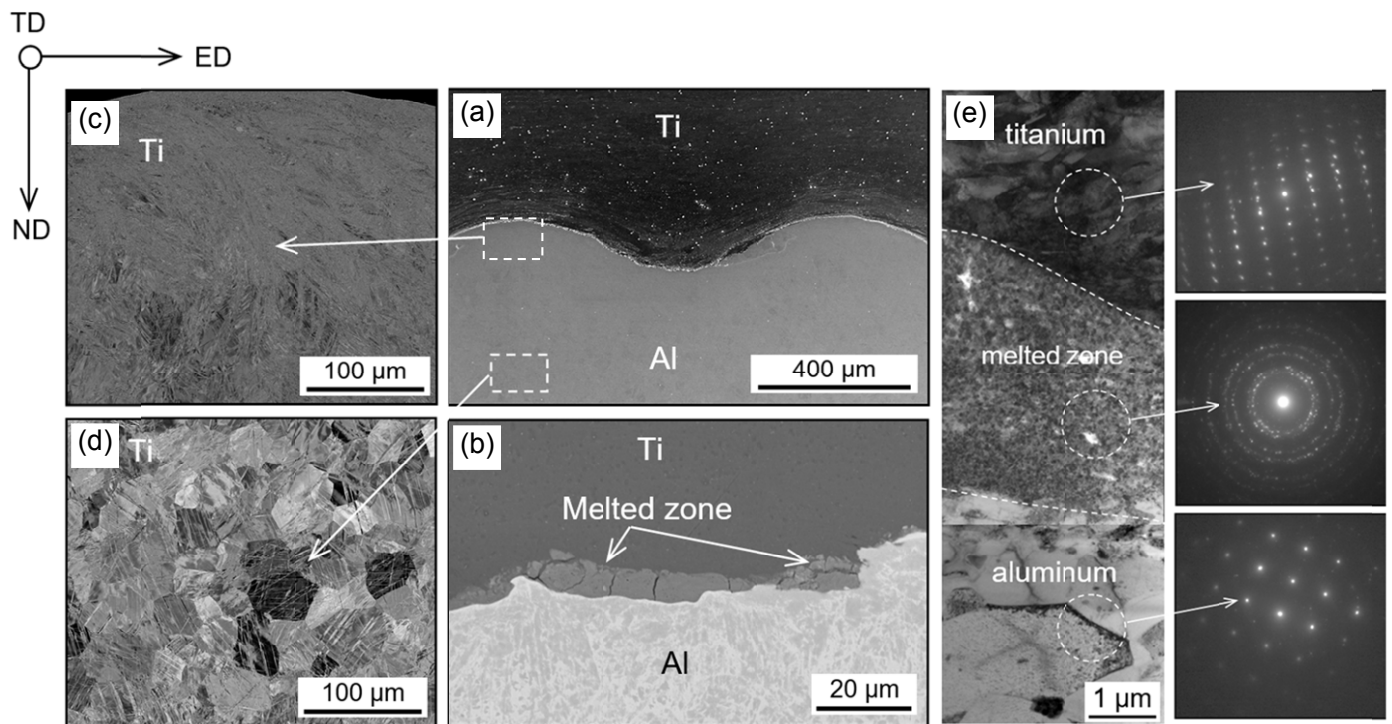 TD
ED
ND
(c)
Ti
100 µm
(a)
Ti
Al
400 µm
(d)
Ti
100 µm
(b)
Ti
Melted zone
Al
20 µm
(e)
titanium
melted zone
aluminum
1 µm